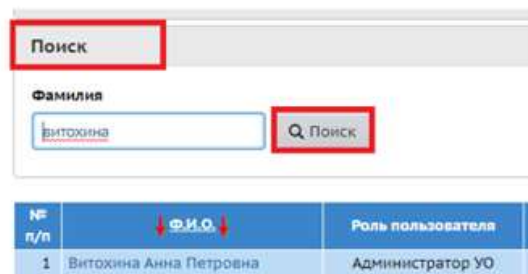 Поиск
Фамилия
витохина
Поиск
№ п/п
Ф.И.О.
Роль пользователя
1 Витохина Анна Петровна Администратор УО